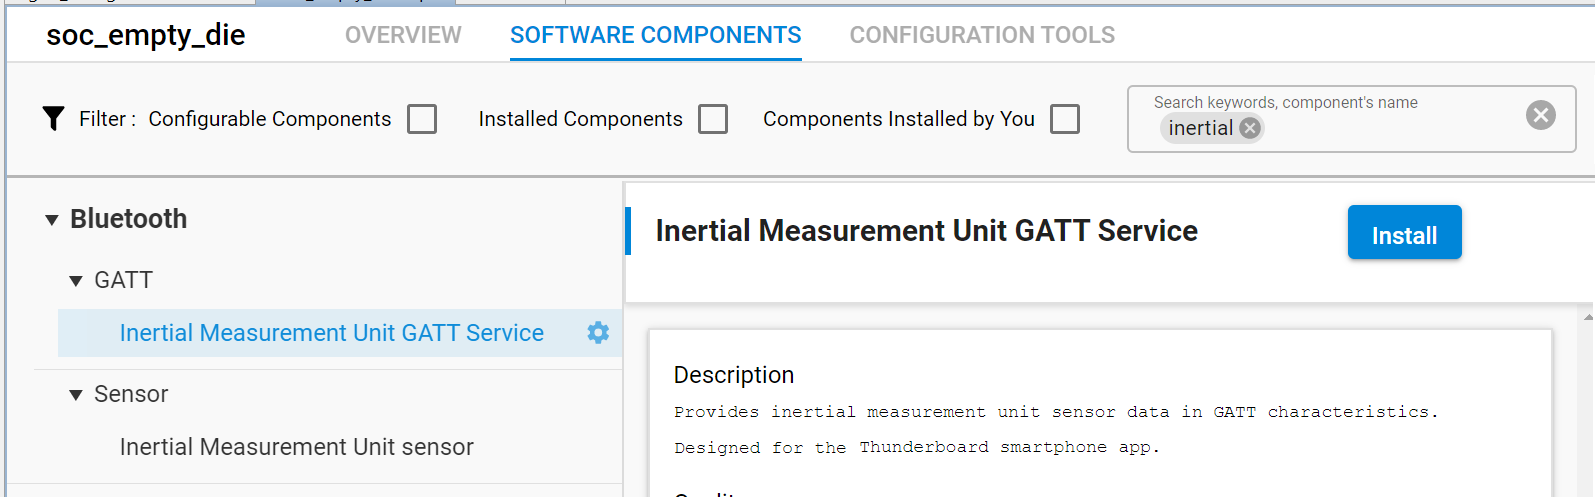 soc_empty_die OVERVIEW SOFTWARE COMPONENTS CONFIGURATION TOOLS
Filter : Configurable Components Installed Components Components Installed by You
Search keywords, component's name
inertial
Bluetooth
GATT
Inertial Measurement Unit GATT Service
Sensor
Inertial Measurement Unit sensor
Inertial Measurement Unit GATT Service
Install
Description
Provides inertial measurement unit sensor data in GATT characteristics.
Designed for the Thunderboard smartphone app.